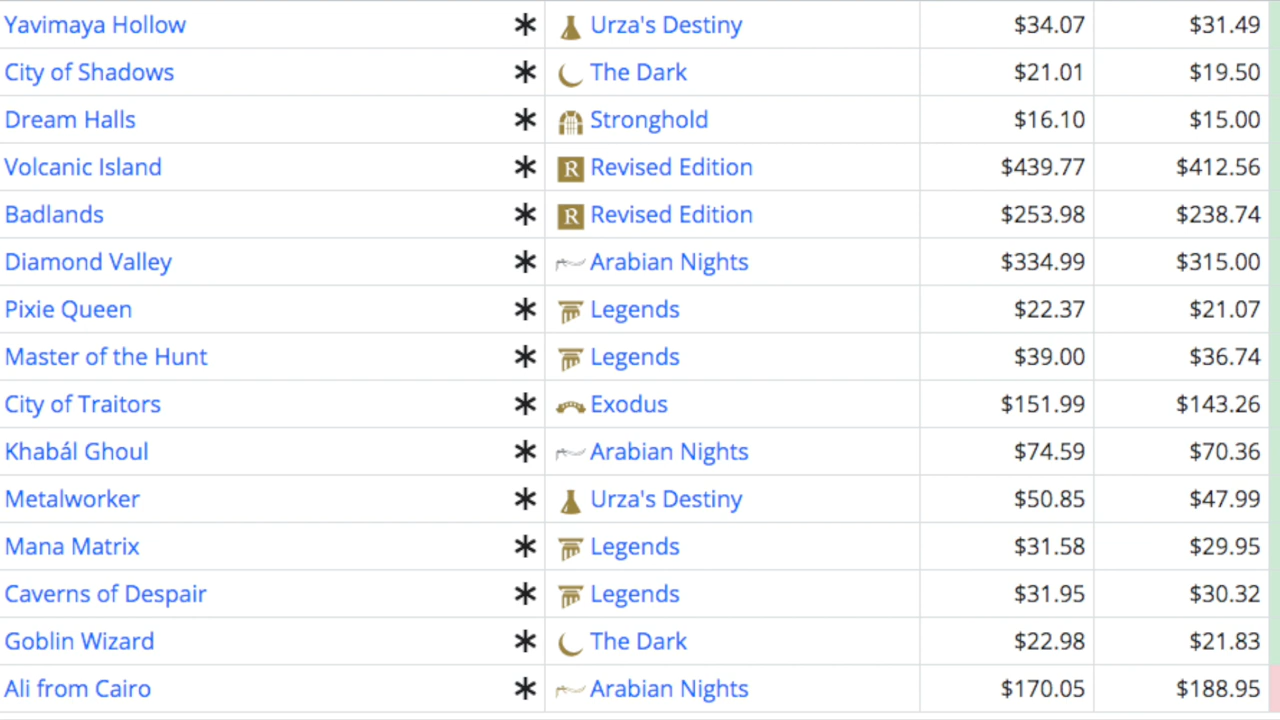 Yavimaya Hollow * Urza's Destiny $34.07 $31.49
City of Shadows * The Dark $21.01 $19.50
Dream Halls * Stronghold $16.10 $15.00
Volcanic Island * R Revised Edition $439.77 $412.56
Badlands * R Revised Edition $253.98 $238.74
Diamond Valley * Arabian Nights $334.99 $315.00
Pixie Queen * Legends $22.37 $21.07
Master of the Hunt * Legends $39.00 $36.74
City of Traitors * Exodus $151.99 $143.26
Khabál Ghoul * Arabian Nights $74.59 $70.36
Metalworker * Urza's Destiny $50.85 $47.99
Mana Matrix * Legends $31.58 $29.95
Caverns of Despair * Legends $31.95 $30.32
Goblin Wizard * The Dark $22.98 $21.83
Ali from Cairo * Arabian Nights $170.05 $188.95